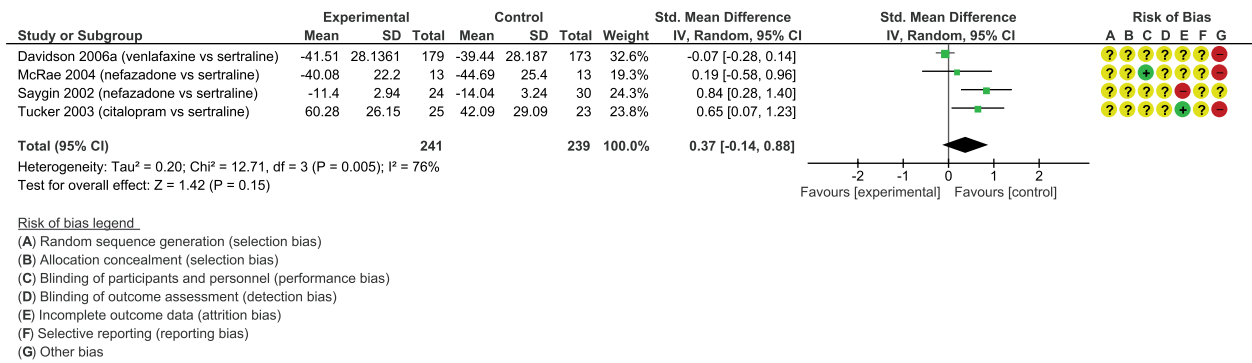 Experimental Control Std. Mean Difference Std. Mean Difference Risk of Bias
Study or Subgroup Mean SD Total Mean SD Total Weight IV, Random, 95% CI IV, Random, 95% CI A B C D E F G
Davidson 2006a (venlafaxine vs sertraline) -41.51 28.1361 179 -39.44 28.187 173 32.6% -0.07 [-0.28, 0.14] ? ? ? ? ? ? −
McRae 2004 (nefazadone vs sertraline) -40.08 22.2 13 -44.69 25.4 13 19.3% 0.19 [-0.58, 0.96] ? ? + ? ? ? −
Saygin 2002 (nefazadone vs sertraline) -11.4 2.94 24 -14.04 3.24 30 24.3% 0.84 [0.28, 1.40] ? ? ? ? − ? ?
Tucker 2003 (citalopram vs sertraline) 60.28 26.15 25 42.09 29.09 23 23.8% 0.65 [0.07, 1.23] ? ? ? ? + ? −
Total (95% CI) 241 239 100.0% 0.37 [-0.14, 0.88]
Heterogeneity: Tau² = 0.20; Chi² = 12.71, df = 3 (P = 0.005); I² = 76%
Test for overall effect: Z = 1.42 (P = 0.15)
-2 -1 0 1 2
Favours [experimental] Favours [control]
Risk of bias legend
(A) Random sequence generation (selection bias)
(B) Allocation concealment (selection bias)
(C) Blinding of participants and personnel (performance bias)
(D) Blinding of outcome assessment (detection bias)
(E) Incomplete outcome data (attrition bias)
(F) Selective reporting (reporting bias)
(G) Other bias